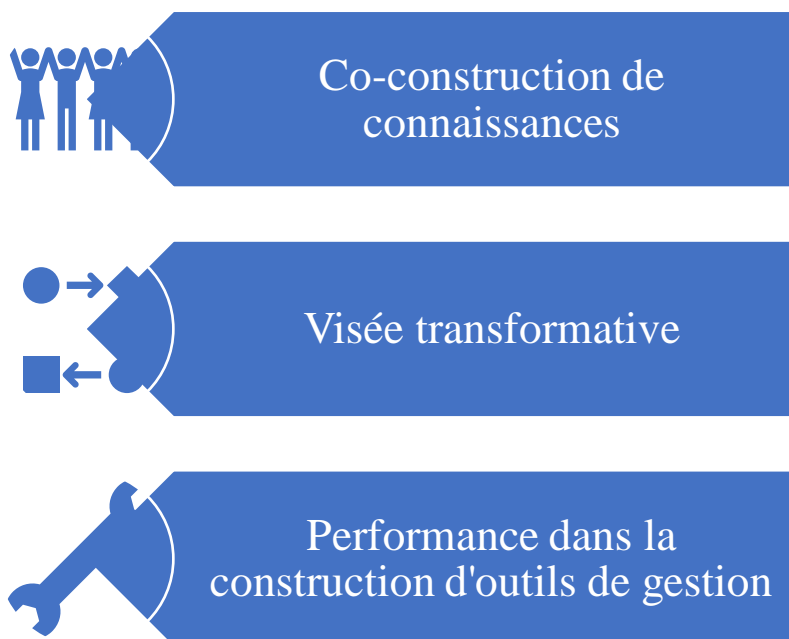 Co-construction de
connaissances
Visée transformative
Performance dans la
construction d'outils de gestion